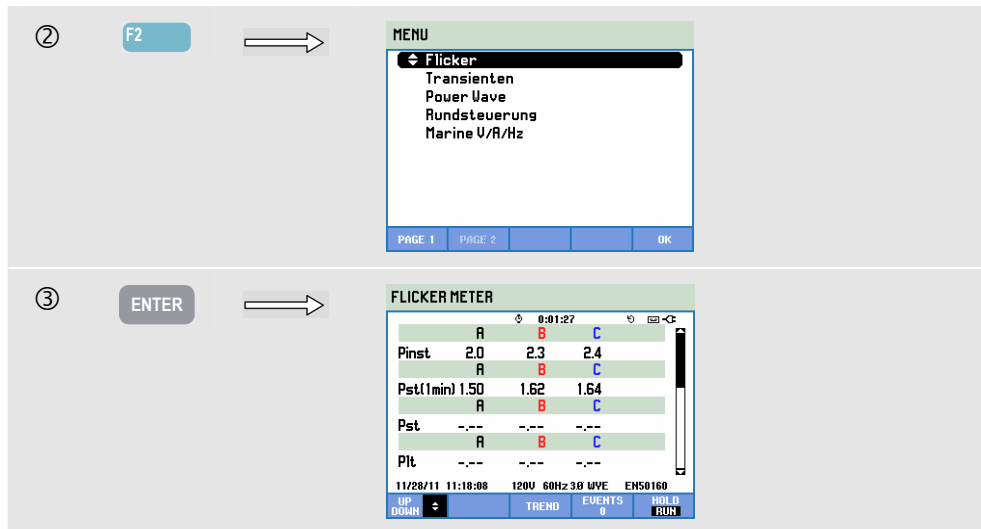 ② F2 MENU
Flicker
Transienten
Power Wave
Rundsteuerung
Marine V/A/Hz
PAGE 1 PAGE 2 OK
③ ENTER FLICKER METER
0:01:27
A B C
Pinst 2.0 2.3 2.4
A B C
Pst(1min) 1.50 1.62 1.64
A B C
Pst -.-- -.-- -.--
A B C
Plt -.-- -.-- -.--
11/28/11 11:18:08 120V 60Hz 3Ø WYE EN50160
UP DOWN TREND EVENTS 0 HOLD RUN